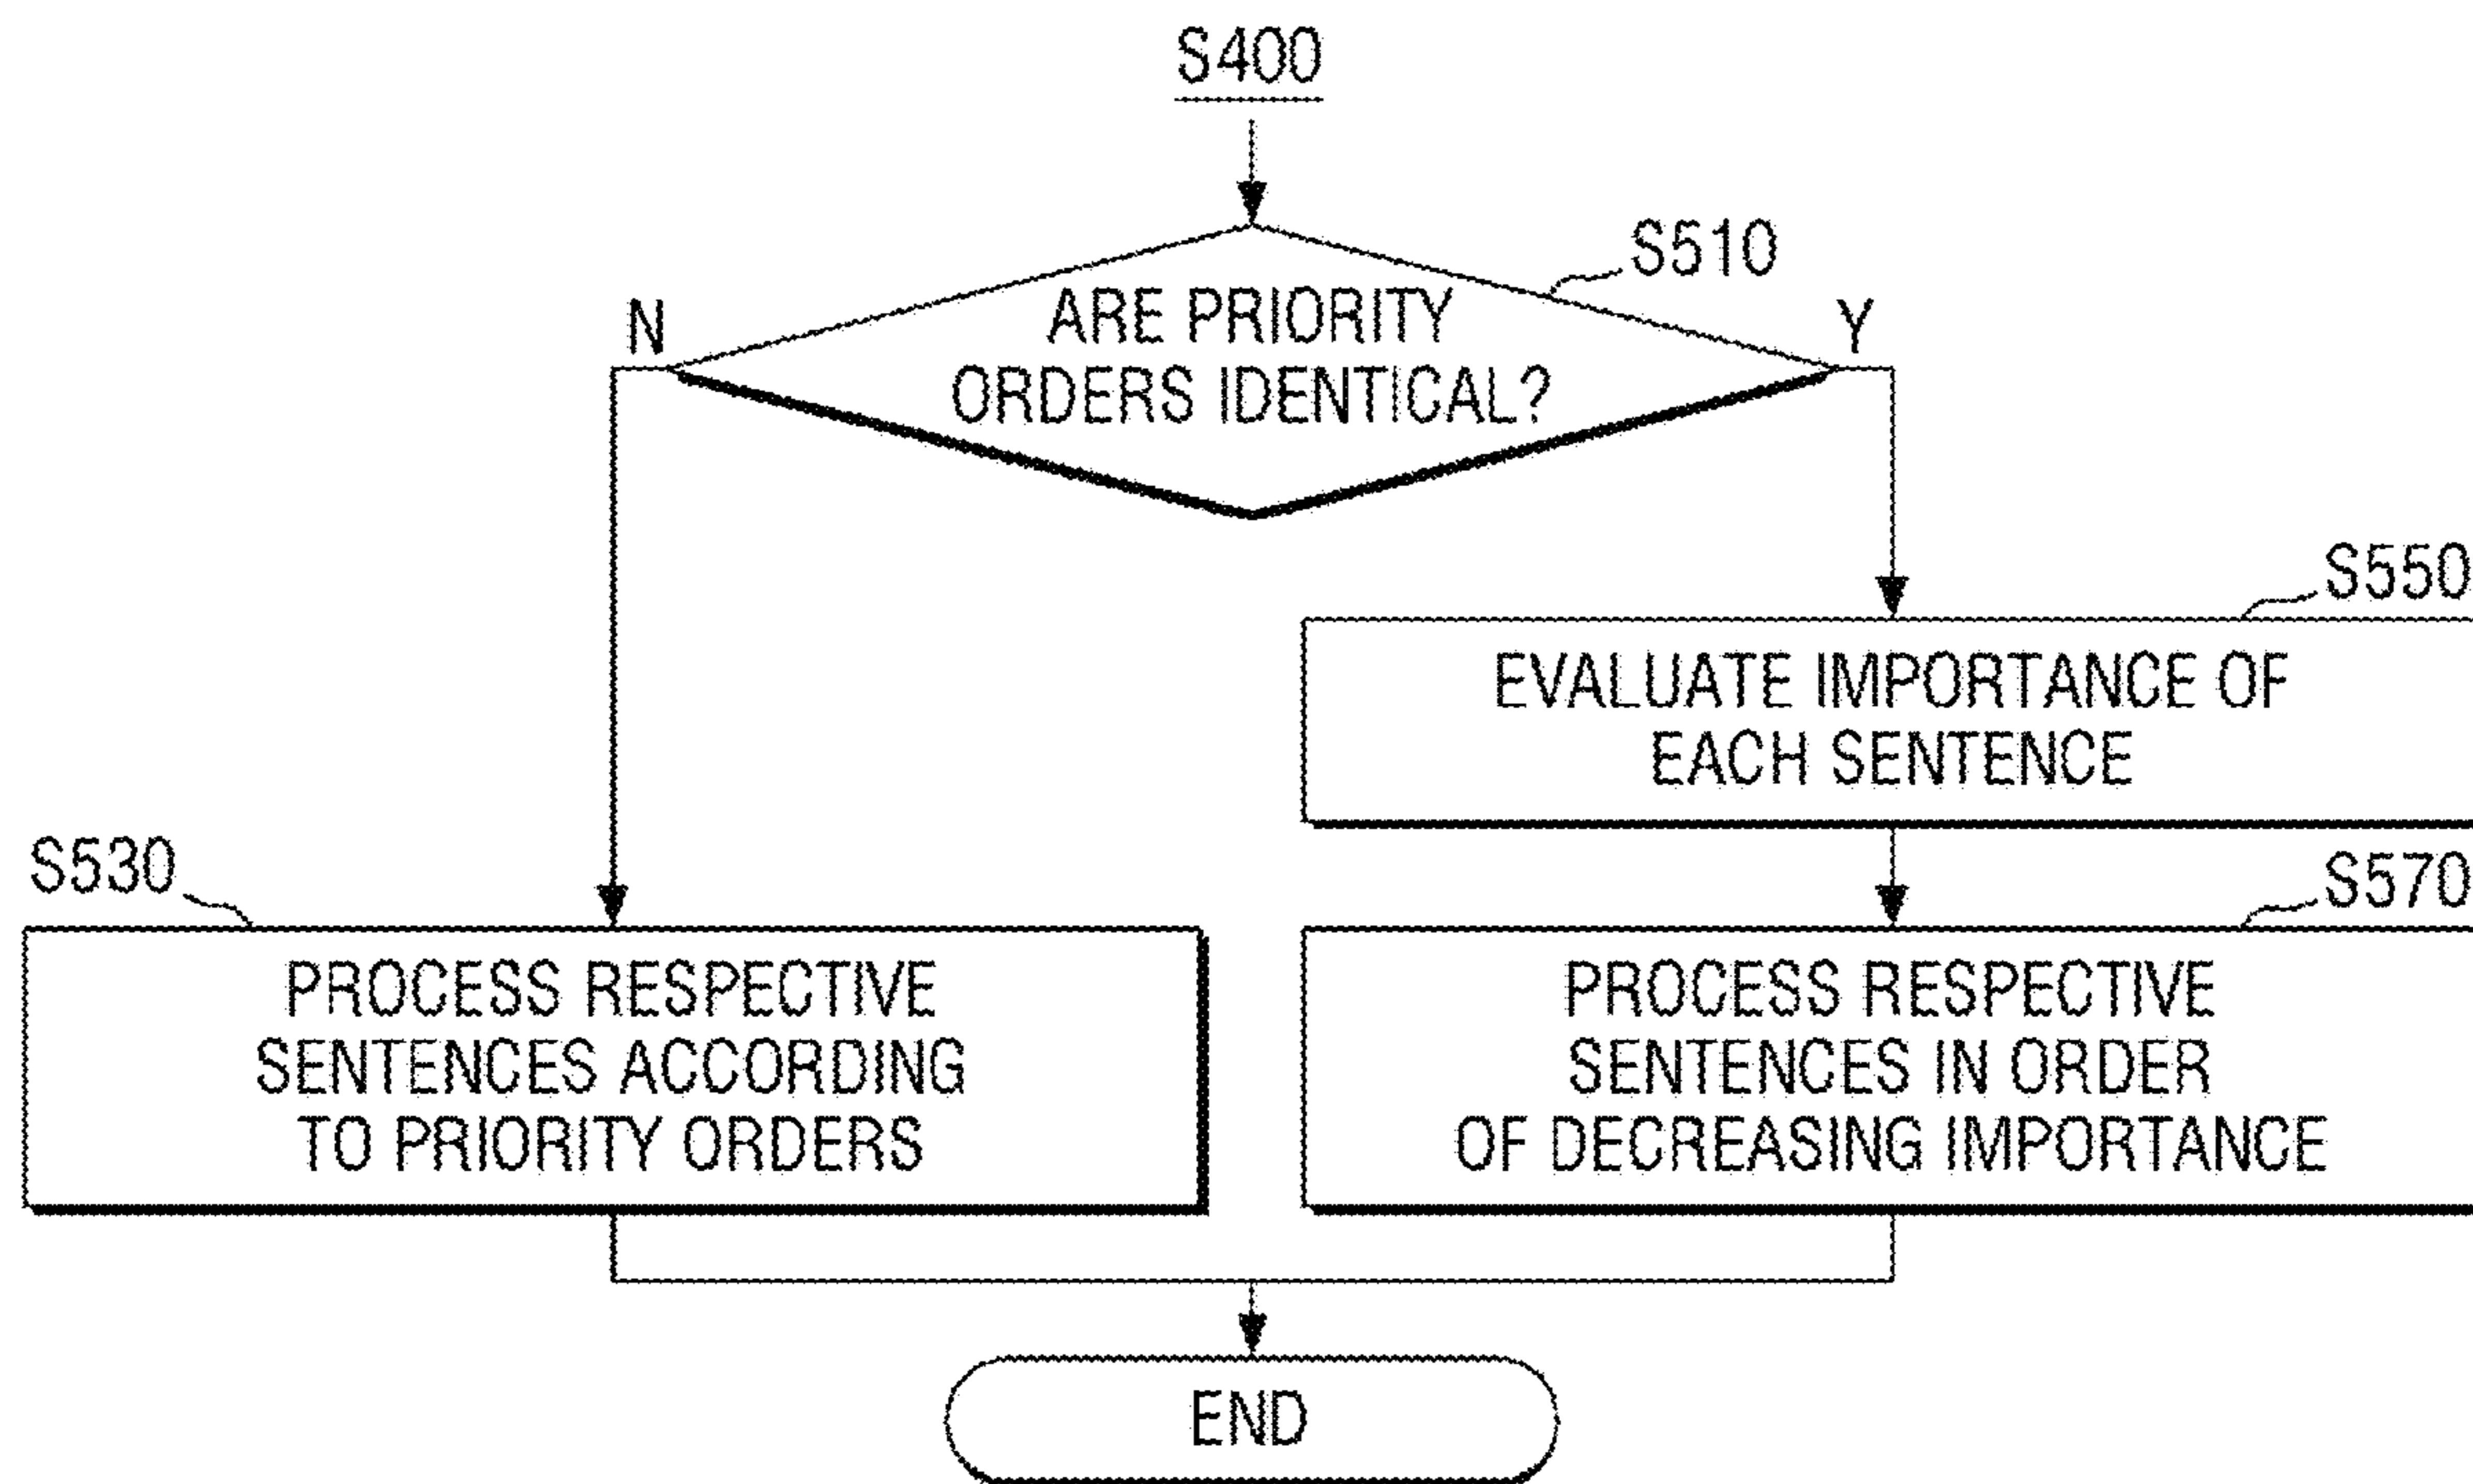 S400
S510
N
Y
ARE PRIORITY
ORDERS IDENTICAL?
S550
EVALUATE IMPORTANCE OF
EACH SENTENCE
S530
S570
PROCESS RESPECTIVE
SENTENCES ACCORDING
TO PRIORITY ORDERS
PROCESS RESPECTIVE
SENTENCES IN ORDER
OF DECREASING IMPORTANCE
END